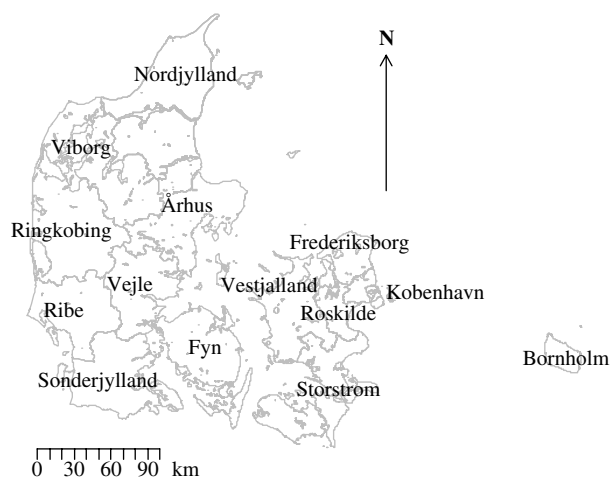 N
Nordjylland
Viborg
Århus
Ringkobing
Frederiksborg
Vejle
Vestjalland
Kobenhavn
Ribe
Roskilde
Fyn
Bornholm
Sonderjylland
Storstrom
0 30 60 90 km